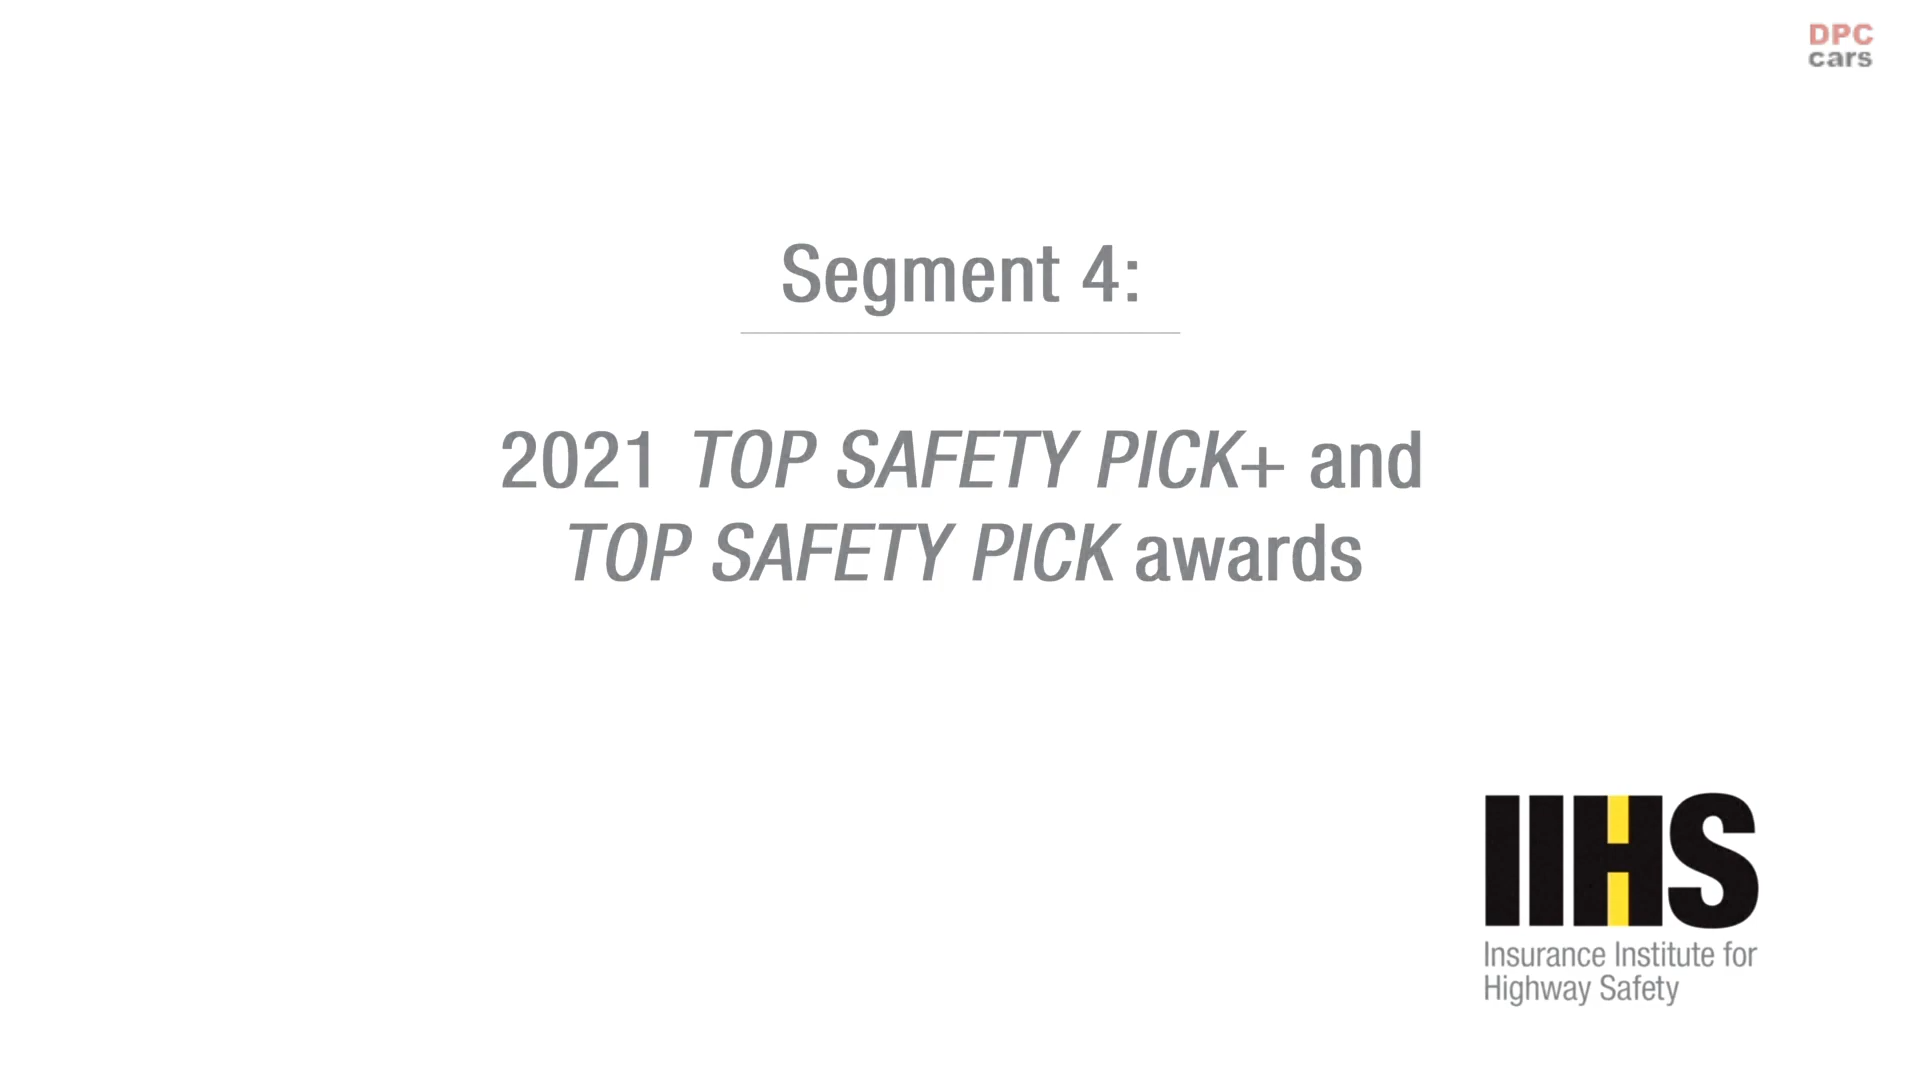 DPC
cars
Segment 4:
2021 TOP SAFETY PICK+ and
TOP SAFETY PICK awards
IIHS
Insurance Institute for
Highway Safety